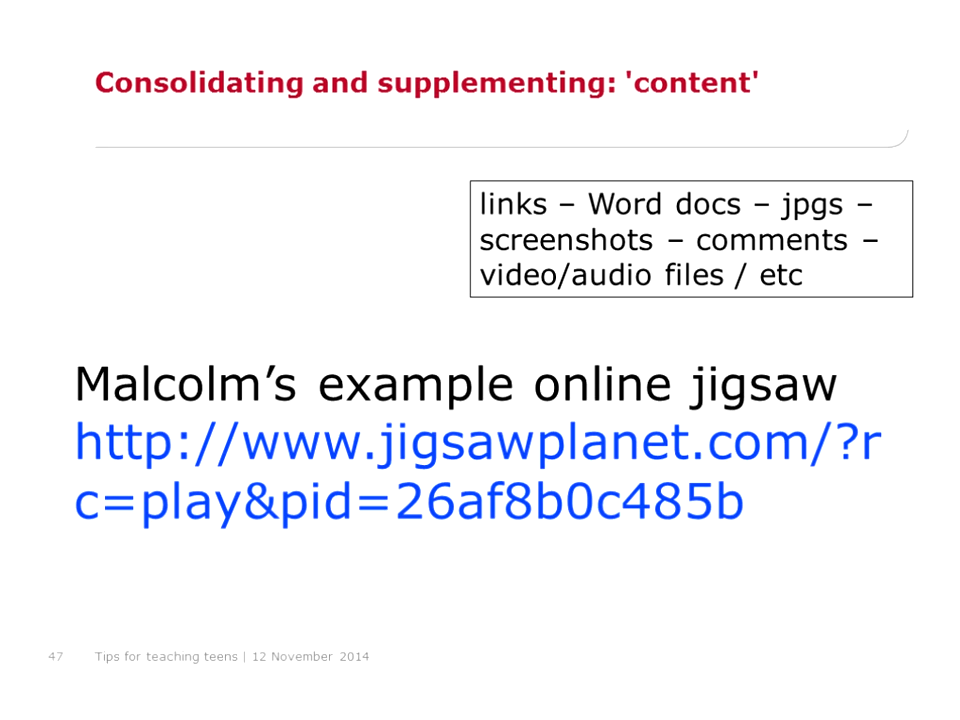 Consolidating and supplementing: 'content'
links – Word docs – jpgs –
screenshots – comments –
video/audio files / etc
Malcolm’s example online jigsaw
http://www.jigsawplanet.com/?r
c=play&pid=26af8b0c485b
47 Tips for teaching teens | 12 November 2014